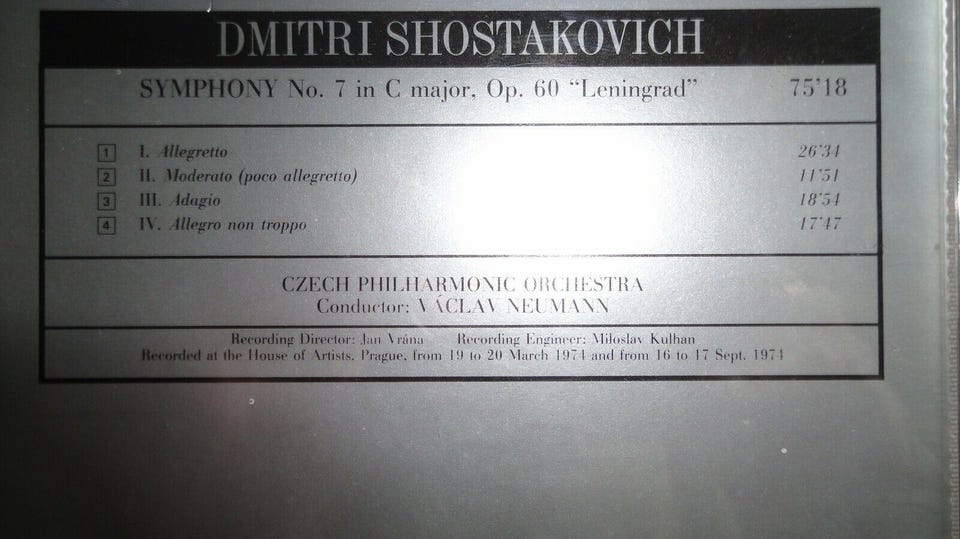 DMITRI SHOSTAKOVICH
SYMPHONY No. 7 in C major, Op. 60 “Leningrad” 75’18
1 I. Allegretto 26’34
2 II. Moderato (poco allegretto) 11’51
3 III. Adagio 18’54
4 IV. Allegro non troppo 17’47
CZECH PHILHARMONIC ORCHESTRA
Conductor: VÁCLAV NEUMANN
Recording Director: Jan Vrána Recording Engineer: Miloslav Kulhan
Recorded at the House of Artists, Prague, from 19 to 20 March 1974 and from 16 to 17 Sept. 1974